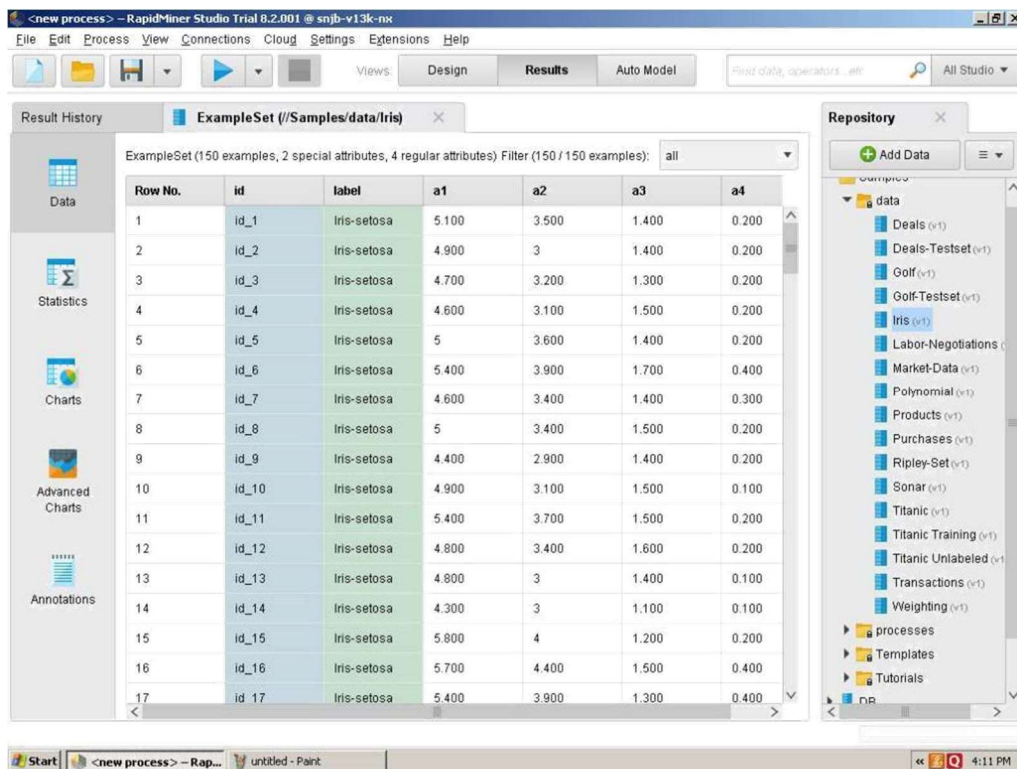 <new process> – RapidMiner Studio Trial 8.2.001 @ snjb-v13k-nx
File Edit Process View Connections Cloud Settings Extensions Help
Views: Design Results Auto Model Find data, operators...etc All Studio
Result History ExampleSet (//Samples/data/Iris) Repository
ExampleSet (150 examples, 2 special attributes, 4 regular attributes) Filter (150 / 150 examples): all
Add Data
Data
Statistics
Charts
Advanced
Charts
Annotations
Row No. id label a1 a2 a3 a4
1 id_1 Iris-setosa 5.100 3.500 1.400 0.200
2 id_2 Iris-setosa 4.900 3 1.400 0.200
3 id_3 Iris-setosa 4.700 3.200 1.300 0.200
4 id_4 Iris-setosa 4.600 3.100 1.500 0.200
5 id_5 Iris-setosa 5 3.600 1.400 0.200
6 id_6 Iris-setosa 5.400 3.900 1.700 0.400
7 id_7 Iris-setosa 4.600 3.400 1.400 0.300
8 id_8 Iris-setosa 5 3.400 1.500 0.200
9 id_9 Iris-setosa 4.400 2.900 1.400 0.200
10 id_10 Iris-setosa 4.900 3.100 1.500 0.100
11 id_11 Iris-setosa 5.400 3.700 1.500 0.200
12 id_12 Iris-setosa 4.800 3.400 1.600 0.200
13 id_13 Iris-setosa 4.800 3 1.400 0.100
14 id_14 Iris-setosa 4.300 3 1.100 0.100
15 id_15 Iris-setosa 5.800 4 1.200 0.200
16 id_16 Iris-setosa 5.700 4.400 1.500 0.400
17 id_17 Iris-setosa 5.400 3.900 1.300 0.400
Samples
data
Deals (v1)
Deals-Testset (v1)
Golf (v1)
Golf-Testset (v1)
Iris (v1)
Labor-Negotiations (
Market-Data (v1)
Polynomial (v1)
Products (v1)
Purchases (v1)
Ripley-Set (v1)
Sonar (v1)
Titanic (v1)
Titanic Training (v1)
Titanic Unlabeled (v1
Transactions (v1)
Weighting (v1)
processes
Templates
Tutorials
DB
Start <new process> – Rap... untitled - Paint 4:11 PM